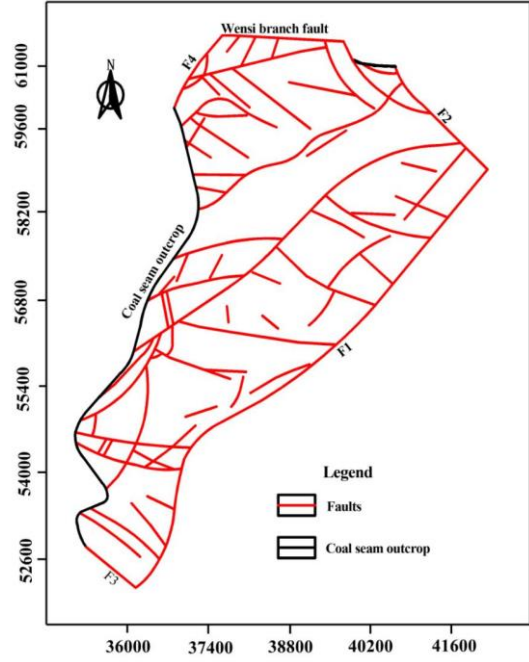 Wensi branch fault
N
F4
F2
Coal seam outcrop
F1
F3
Legend
Faults
Coal seam outcrop
61000
59600
58200
56800
55400
54000
52600
36000 37400 38800 40200 41600